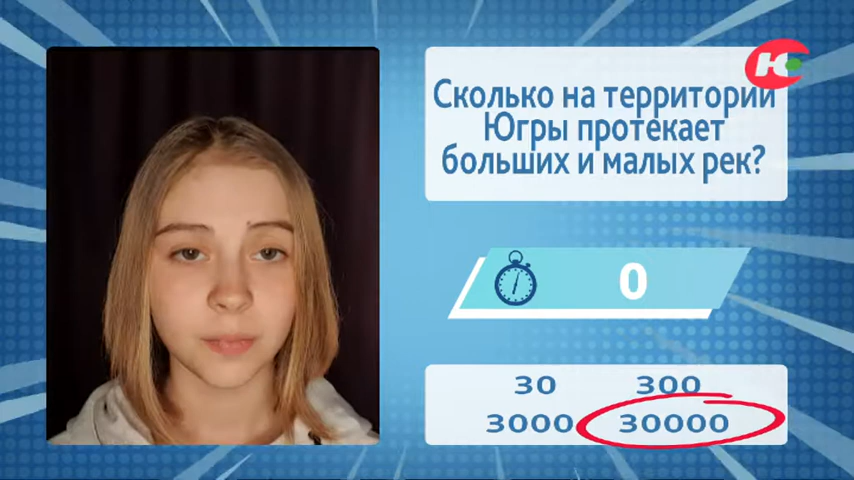 Сколько на территории
Югры протекает
больших и малых рек?
Ю
0
30 300
3000 30000